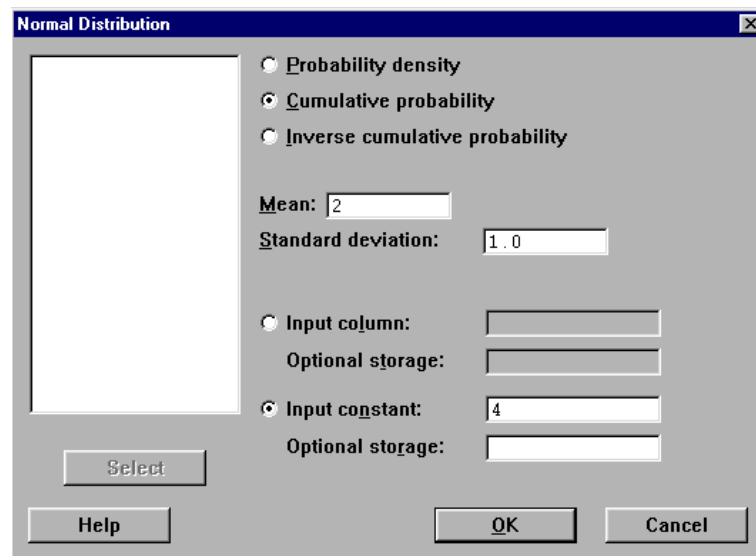 Normal Distribution
Probability density
Cumulative probability
Inverse cumulative probability
Mean: 2
Standard deviation: 1.0
Input column:
Optional storage:
Input constant: 4
Optional storage:
Select
Help
OK
Cancel